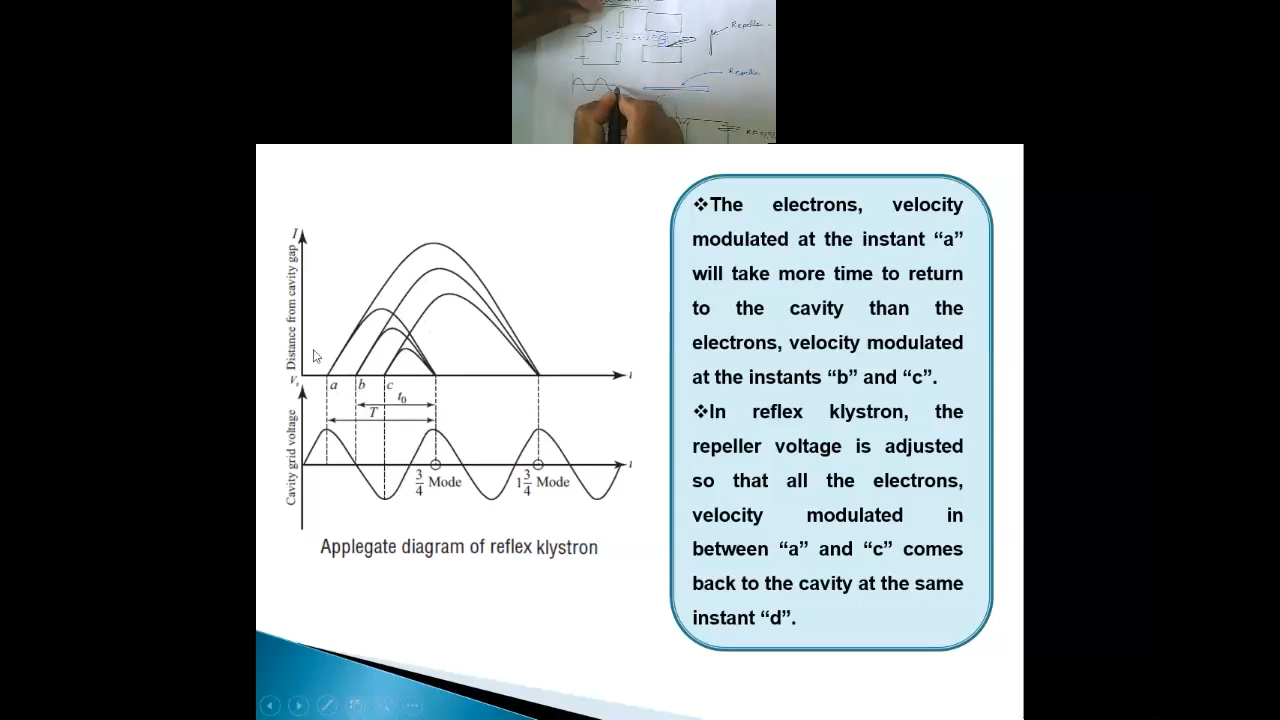 Repeller
Repeller
I
Distance from cavity gap
t
a b c
t₀
T
Vs
Cavity grid voltage
t
3/4 Mode
1 3/4 Mode
Applegate diagram of reflex klystron
❖The electrons, velocity
modulated at the instant “a”
will take more time to return
to the cavity than the
electrons, velocity modulated
at the instants “b” and “c”.
❖In reflex klystron, the
repeller voltage is adjusted
so that all the electrons,
velocity modulated in
between “a” and “c” comes
back to the cavity at the same
instant “d”.